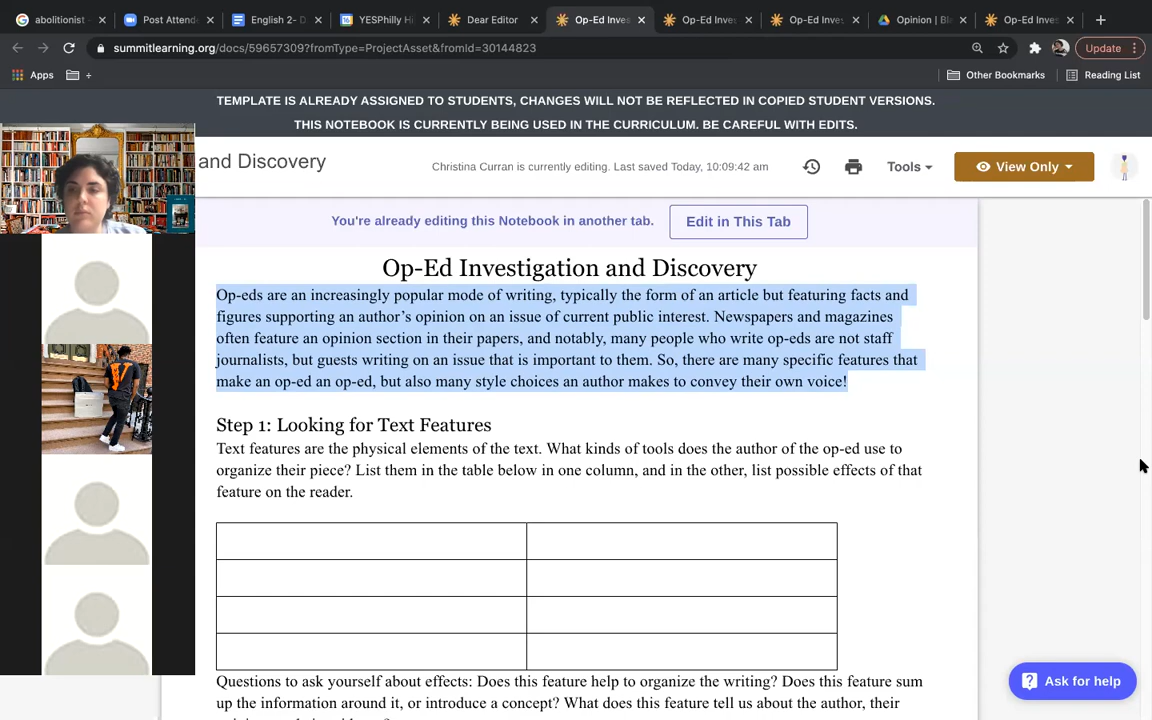 abolitionist
Post Attend
English 2- D
YESPhilly Hi
Dear Editor
Op-Ed Inves
Op-Ed Inves
Op-Ed Inves
Opinion | Bla
Op-Ed Inves
summitlearning.org/docs/59657309?fromType=ProjectAsset&fromId=30144823
Update
Apps
+
Other Bookmarks
Reading List
TEMPLATE IS ALREADY ASSIGNED TO STUDENTS, CHANGES WILL NOT BE REFLECTED IN COPIED STUDENT VERSIONS.
THIS NOTEBOOK IS CURRENTLY BEING USED IN THE CURRICULUM. BE CAREFUL WITH EDITS.
and Discovery
Christina Curran is currently editing. Last saved Today, 10:09:42 am
Tools
View Only
You're already editing this Notebook in another tab.
Edit in This Tab
Op-Ed Investigation and Discovery
Op-eds are an increasingly popular mode of writing, typically the form of an article but featuring facts and
figures supporting an author's opinion on an issue of current public interest. Newspapers and magazines
often feature an opinion section in their papers, and notably, many people who write op-eds are not staff
journalists, but guests writing on an issue that is important to them. So, there are many specific features that
make an op-ed an op-ed, but also many style choices an author makes to convey their own voice!
Step 1: Looking for Text Features
Text features are the physical elements of the text. What kinds of tools does the author of the op-ed use to
organize their piece? List them in the table below in one column, and in the other, list possible effects of that
feature on the reader.
Questions to ask yourself about effects: Does this feature help to organize the writing? Does this feature sum
up the information around it, or introduce a concept? What does this feature tell us about the author, their
Ask for help